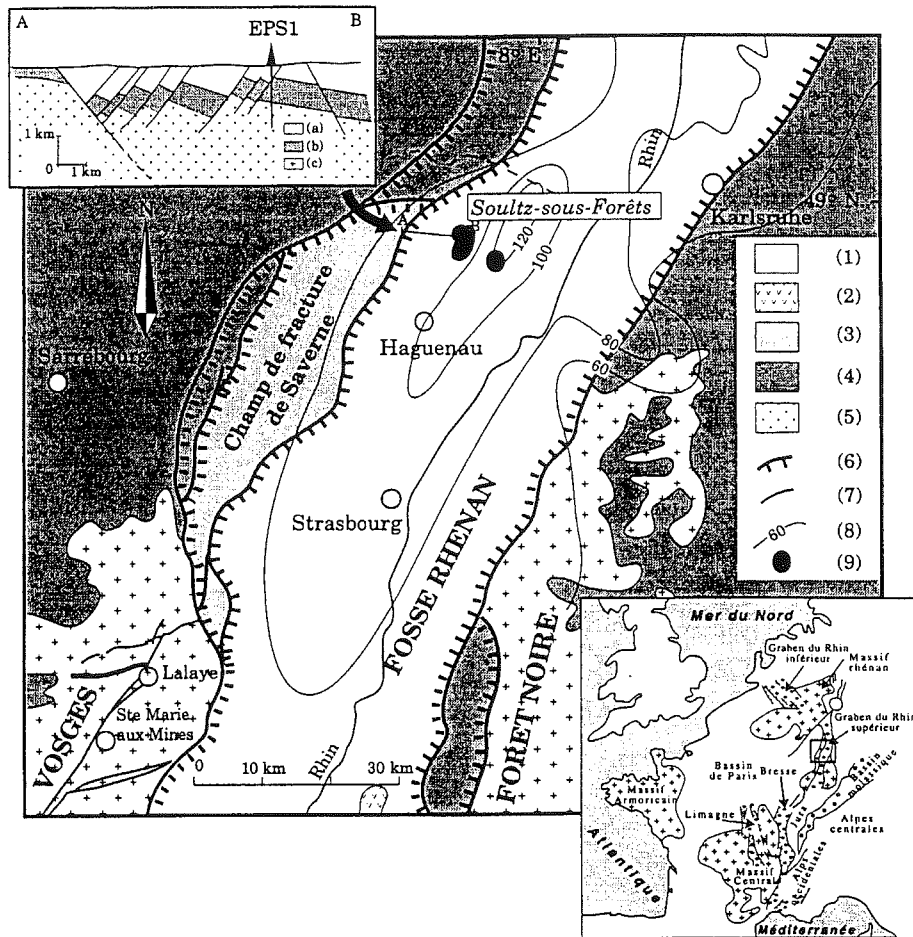 A
B
EPS1
1 km
0
1 km
(a)
(b)
(c)
8° E
N
Rhin
Karlsruhe
49° N
A
B
Soultz-sous-Forêts
120
100
80
60
Haguenau
Sarrebourg
Champ de fracture
de Saverne
Strasbourg
FOSSE RHENAN
FORET NOIRE
VOSGES
Lalaye
Ste Marie
aux-Mines
0
10 km
30 km
Rhin
(1)
(2)
(3)
(4)
(5)
(6)
(7)
60
(8)
(9)
Mer du Nord
Graben du Rhin
inférieur
Massif
rhénan
Graben du Rhin
supérieur
Bassin
de Paris
Bresse
Jura
Bassin
molassique
Massif
Armoricain
Limagne
Alpes
centrales
Massif
Central
Alpes
occidentales
Atlantique
Méditerranée